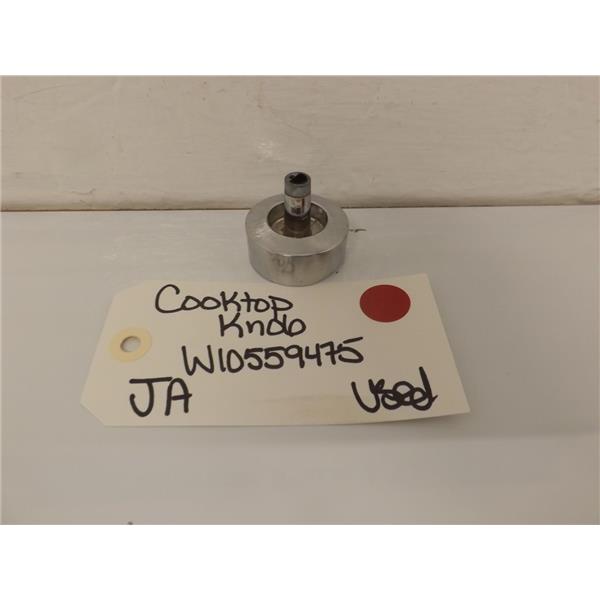 Cooktop
Knob
W10559475
JA Used